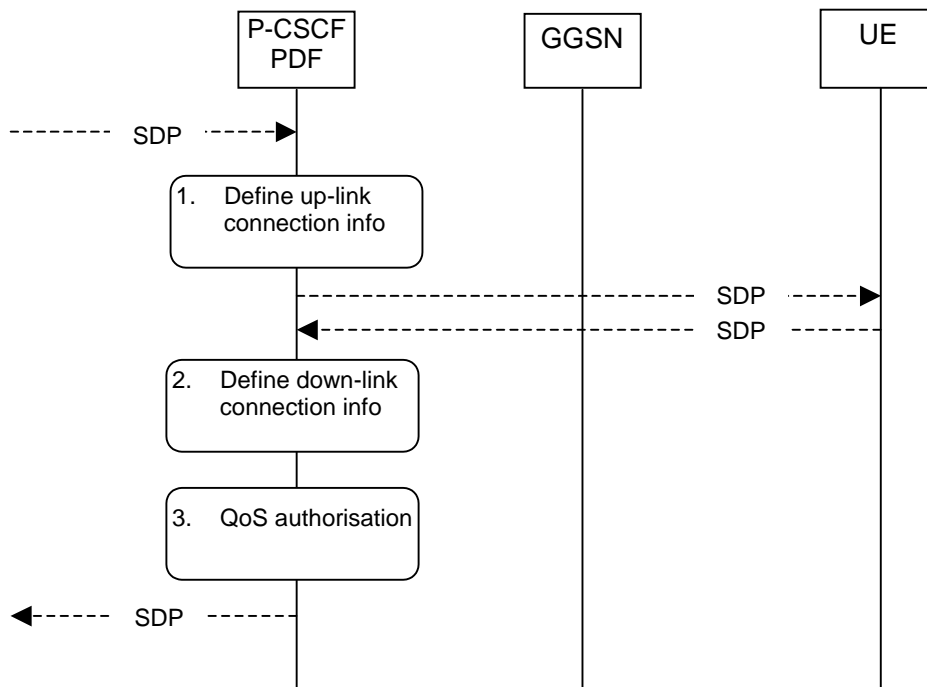 P-CSCF
PDF
GGSN
UE
SDP
1. Define up-link
connection info
SDP
SDP
2. Define down-link
connection info
3. QoS authorisation
SDP